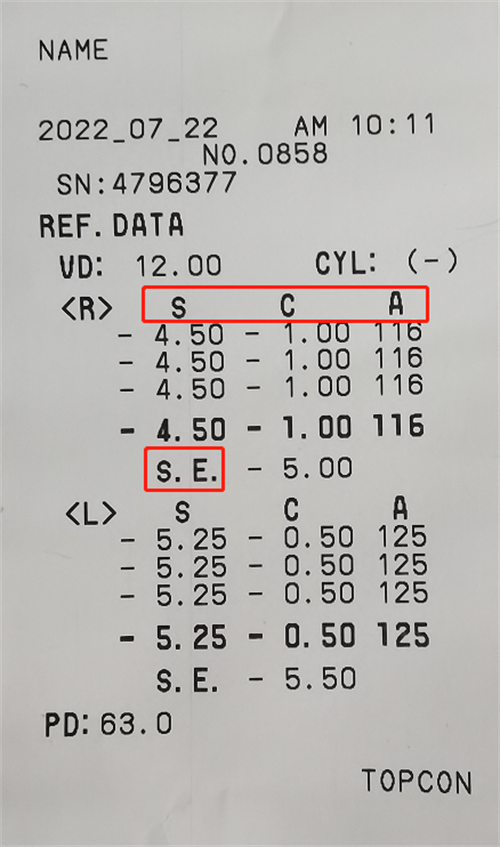 NAME
2022_07_22 AM 10:11
NO.0858
SN:4796377
REF.DATA
VD: 12.00 CYL: (-)
<R> S C A
- 4.50 - 1.00 116
- 4.50 - 1.00 116
- 4.50 - 1.00 116
- 4.50 - 1.00 116
S.E. - 5.00
<L> S C A
- 5.25 - 0.50 125
- 5.25 - 0.50 125
- 5.25 - 0.50 125
- 5.25 - 0.50 125
S.E. - 5.50
PD: 63.0
TOPCON